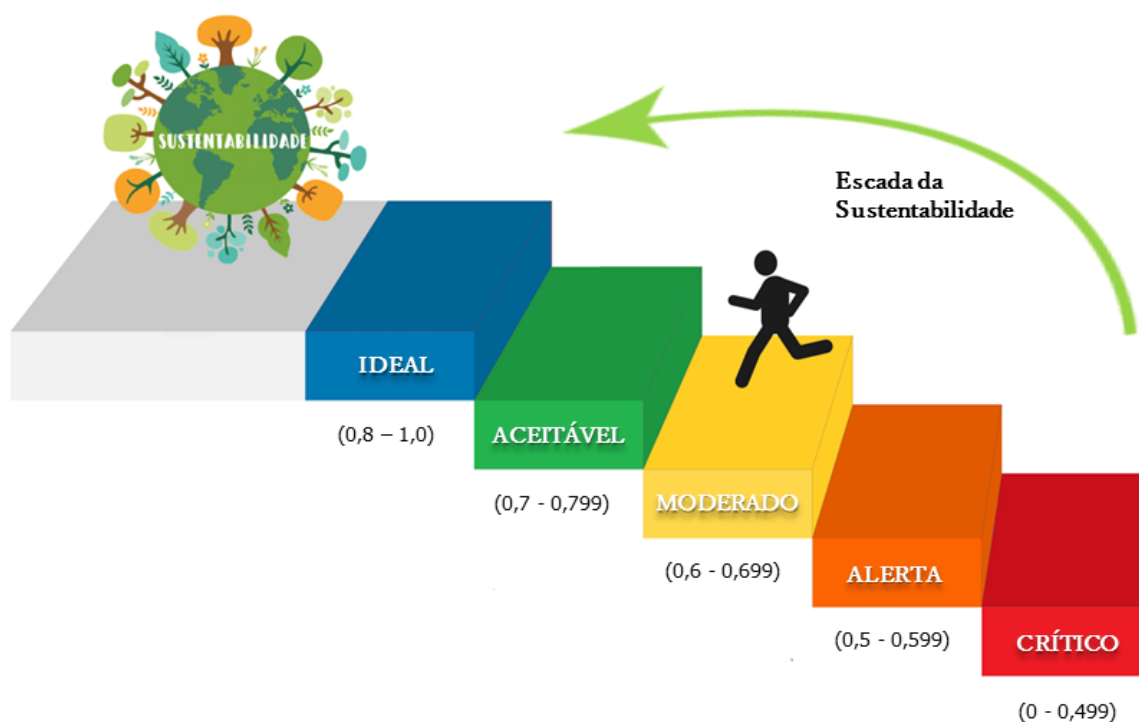 SUSTENTABILIDADE
Escada da
Sustentabilidade
IDEAL
(0,8 – 1,0)
ACEITÁVEL
(0,7 - 0,799)
MODERADO
(0,6 - 0,699)
ALERTA
(0,5 - 0,599)
CRÍTICO
(0 - 0,499)